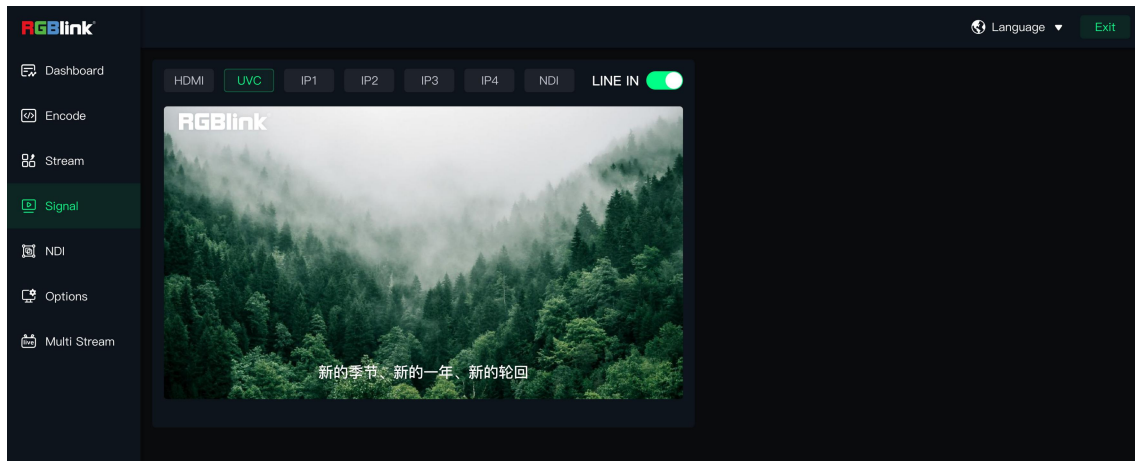 RGBlink
Language
Exit
Dashboard
Encode
Stream
Signal
NDI
Options
live
Multi Stream
HDMI
UVC
IP1
IP2
IP3
IP4
NDI
LINE IN
RGBlink
新的季节、新的一年、新的轮回